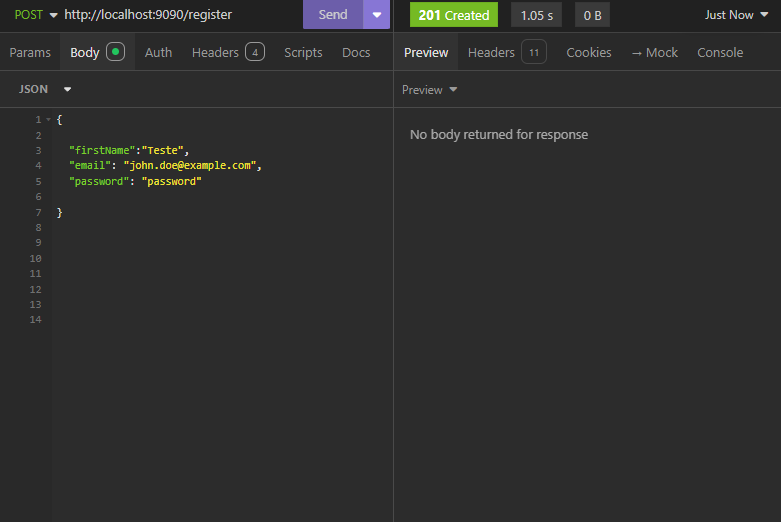 POST http://localhost:9090/register Send
201 Created 1.05 s 0 B Just Now
Params Body Auth Headers 4 Scripts Docs
Preview Headers 11 Cookies → Mock Console
JSON
Preview
1 {
2
3 "firstName":"Teste",
4 "email": "john.doe@example.com",
5 "password": "password"
6
7 }
8
9
10
11
12
13
14
No body returned for response